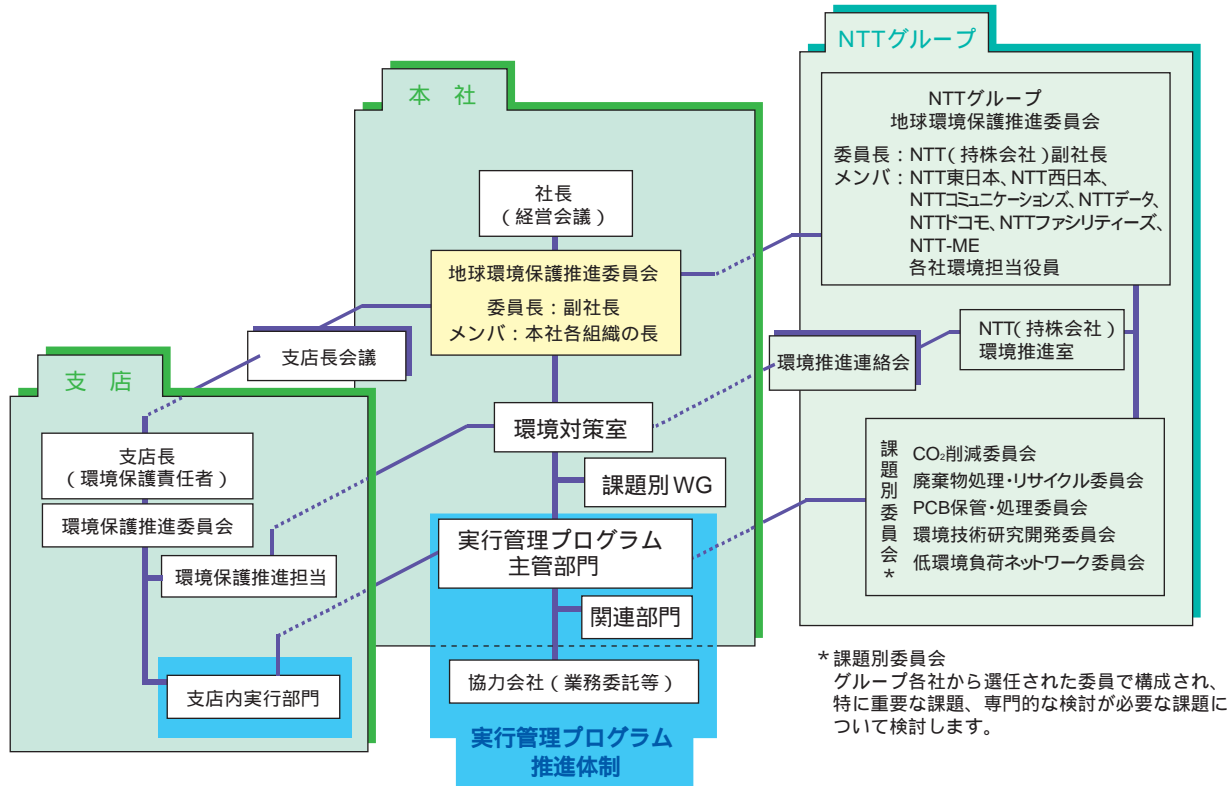 NTTグループ
NTTグループ
地球環境保護推進委員会
委員長：NTT（持株会社）副社長
メンバ：NTT東日本、NTT西日本、
NTTコミュニケーションズ、NTTデータ、
NTTドコモ、NTTファシリティーズ、
NTT-ME
各社環境担当役員
NTT（持株会社）
環境推進室
環境推進連絡会
課題別委員会*
CO₂削減委員会
廃棄物処理・リサイクル委員会
PCB保管・処理委員会
環境技術研究開発委員会
低環境負荷ネットワーク委員会
*課題別委員会
グループ各社から選任された委員で構成され、
特に重要な課題、専門的な検討が必要な課題に
ついて検討します。
本 社
社長
（経営会議）
地球環境保護推進委員会
委員長：副社長
メンバ：本社各組織の長
支店長会議
環境対策室
課題別WG
実行管理プログラム
主管部門
関連部門
協力会社（業務委託等）
実行管理プログラム
推進体制
支 店
支店長
（環境保護責任者）
環境保護推進委員会
環境保護推進担当
支店内実行部門